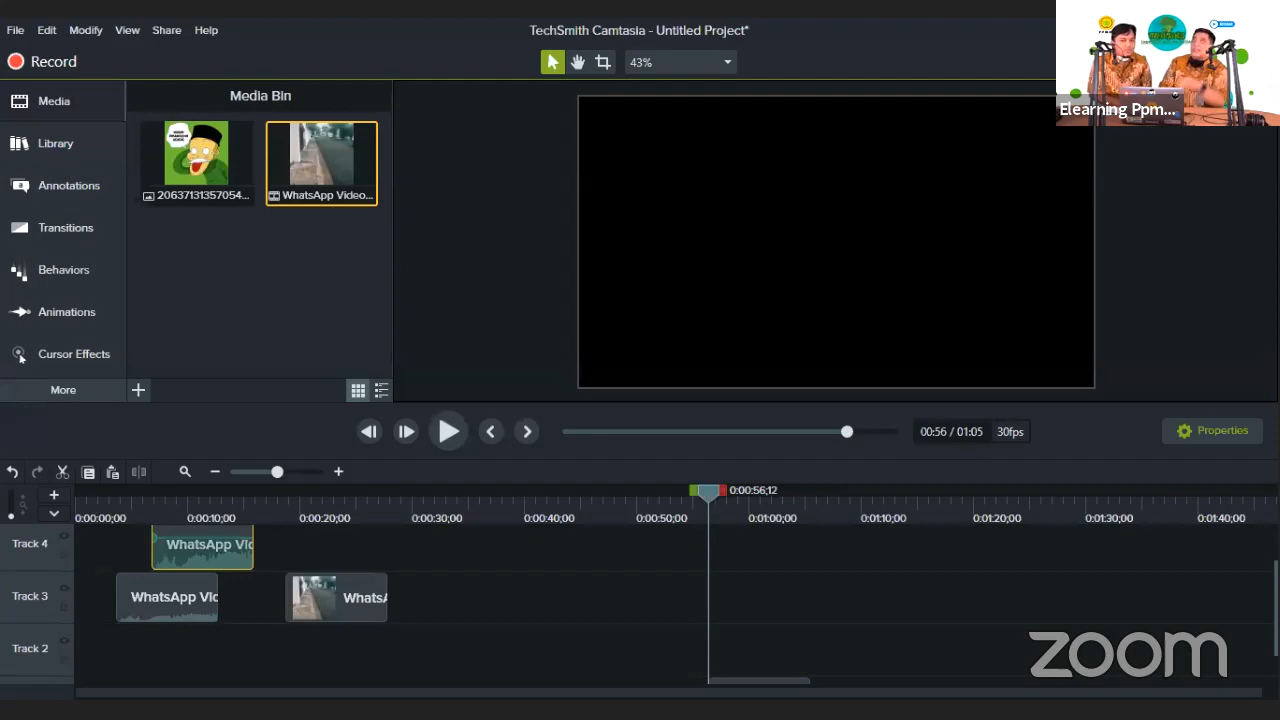 File Edit Modify View Share Help
TechSmith Camtasia - Untitled Project*
Record
43%
Elearning Ppm...
Media
Library
Annotations
Transitions
Behaviors
Animations
Cursor Effects
More
Media Bin
20637131357054...
WhatsApp Video...
00:56 / 01:05 30fps
Properties
0:00:56;12
0:00:00;00 0:00:10;00 0:00:20;00 0:00:30;00 0:00:40;00 0:00:50;00 0:01:00;00 0:01:10;00 0:01:20;00 0:01:30;00 0:01:40;00
Track 4
WhatsApp Vic
Track 3
WhatsApp Vic
Whats
Track 2
zoom